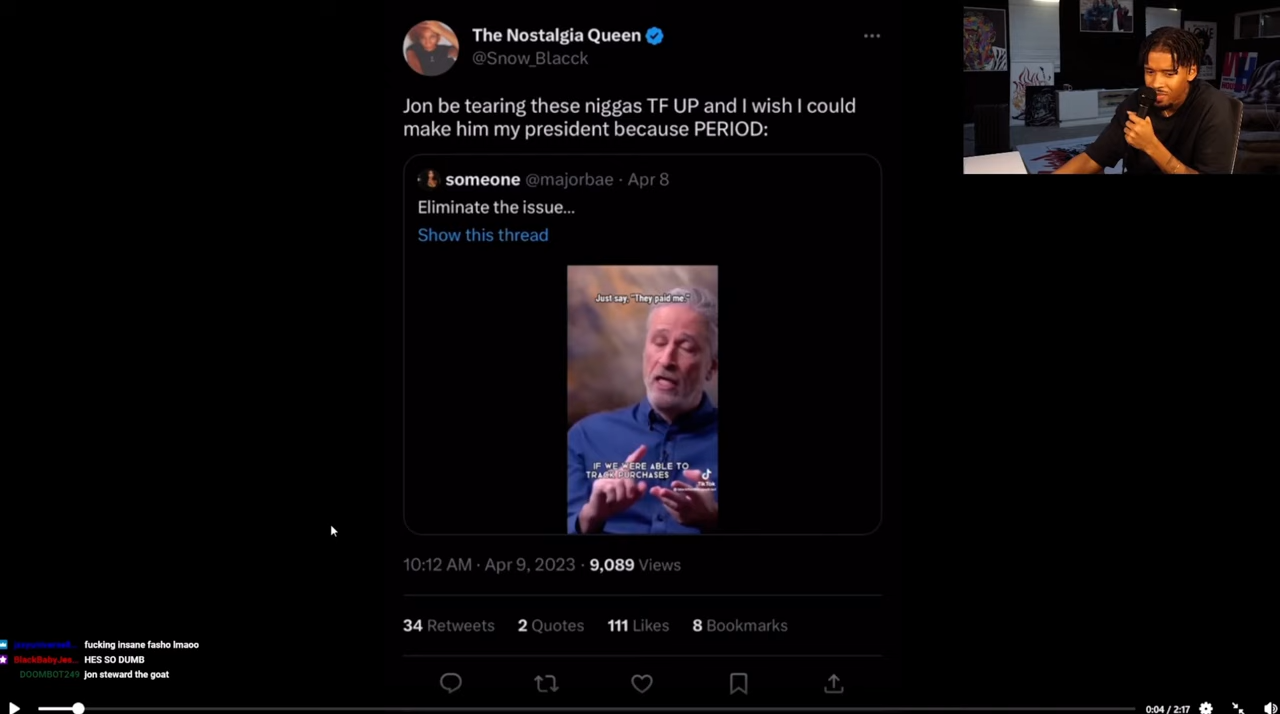 The Nostalgia Queen
@Snow_Blacck
Jon be tearing these niggas TF UP and I wish I could
make him my president because PERIOD:
someone @majorbae · Apr 8
Eliminate the issue...
Show this thread
Just say, "They paid me."
IF WE WERE ABLE TO
TRACK PURCHASES
TikTok
10:12 AM · Apr 9, 2023 · 9,089 Views
34 Retweets 2 Quotes 111 Likes 8 Bookmarks
fucking insane fasho lmaoo
BlackBabyJes... HES SO DUMB
DOOMBOT249 jon steward the goat
0:04 / 2:17